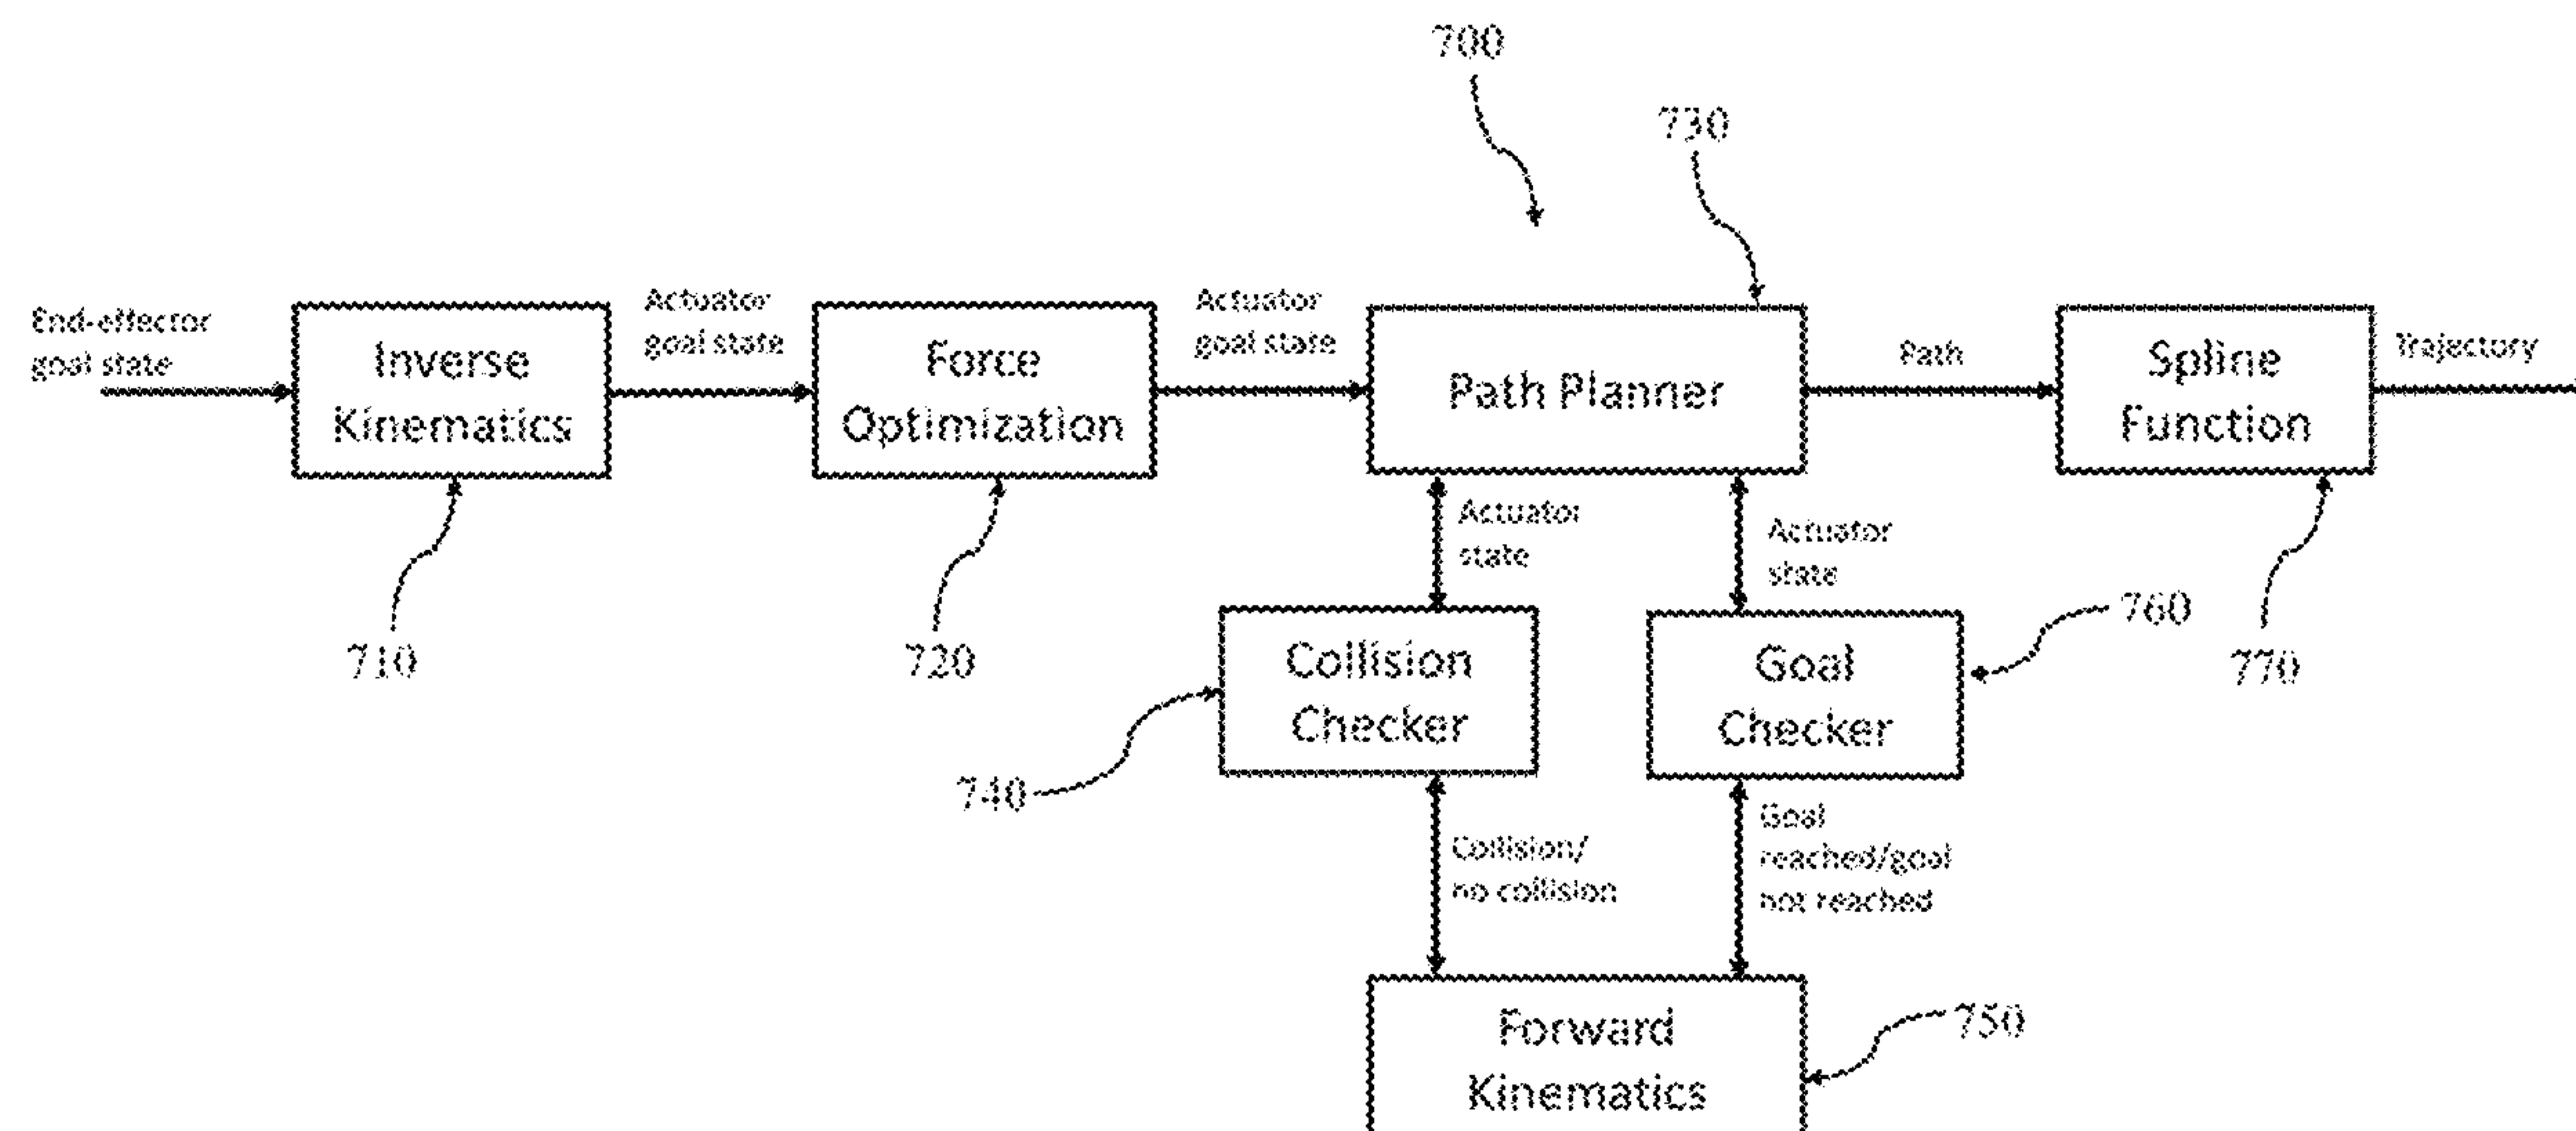 700
730
End-effector
goal state
Inverse
Kinematics
Actuator
goal state
Force
Optimization
Actuator
goal state
Path Planner
Path
Spline
Function
Trajectory
710
720
Actuator
state
Actuator
state
760
770
Collision
Checker
Goal
Checker
740
Collision/
no collision
Goal
reached/goal
not reached
Forward
Kinematics
750